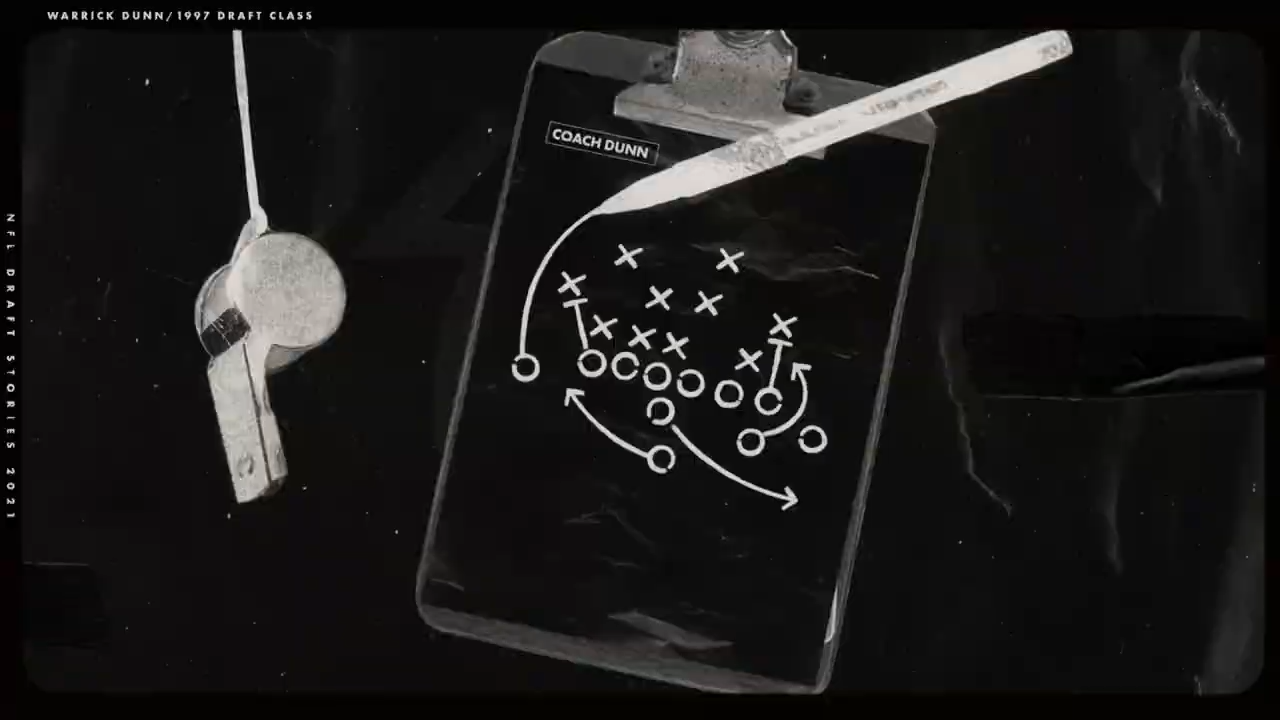 WARRICK DUNN/1997 DRAFT CLASS
COACH DUNN
NFL DRAFT STORIES 2021